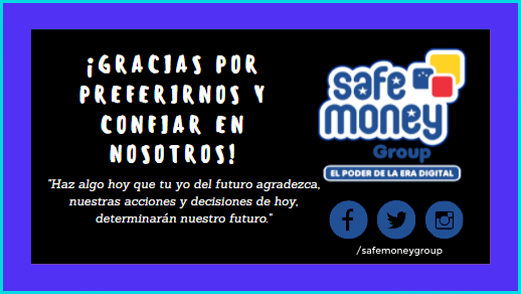 ¡GRACIAS POR
PREFERIRNOS Y
CONFIAR EN
NOSOTROS!
"Haz algo hoy que tu yo del futuro agradezca,
nuestras acciones y decisiones de hoy,
determinarán nuestro futuro."
safe
money
Group
EL PODER DE LA ERA DIGITAL
/safemoneygroup